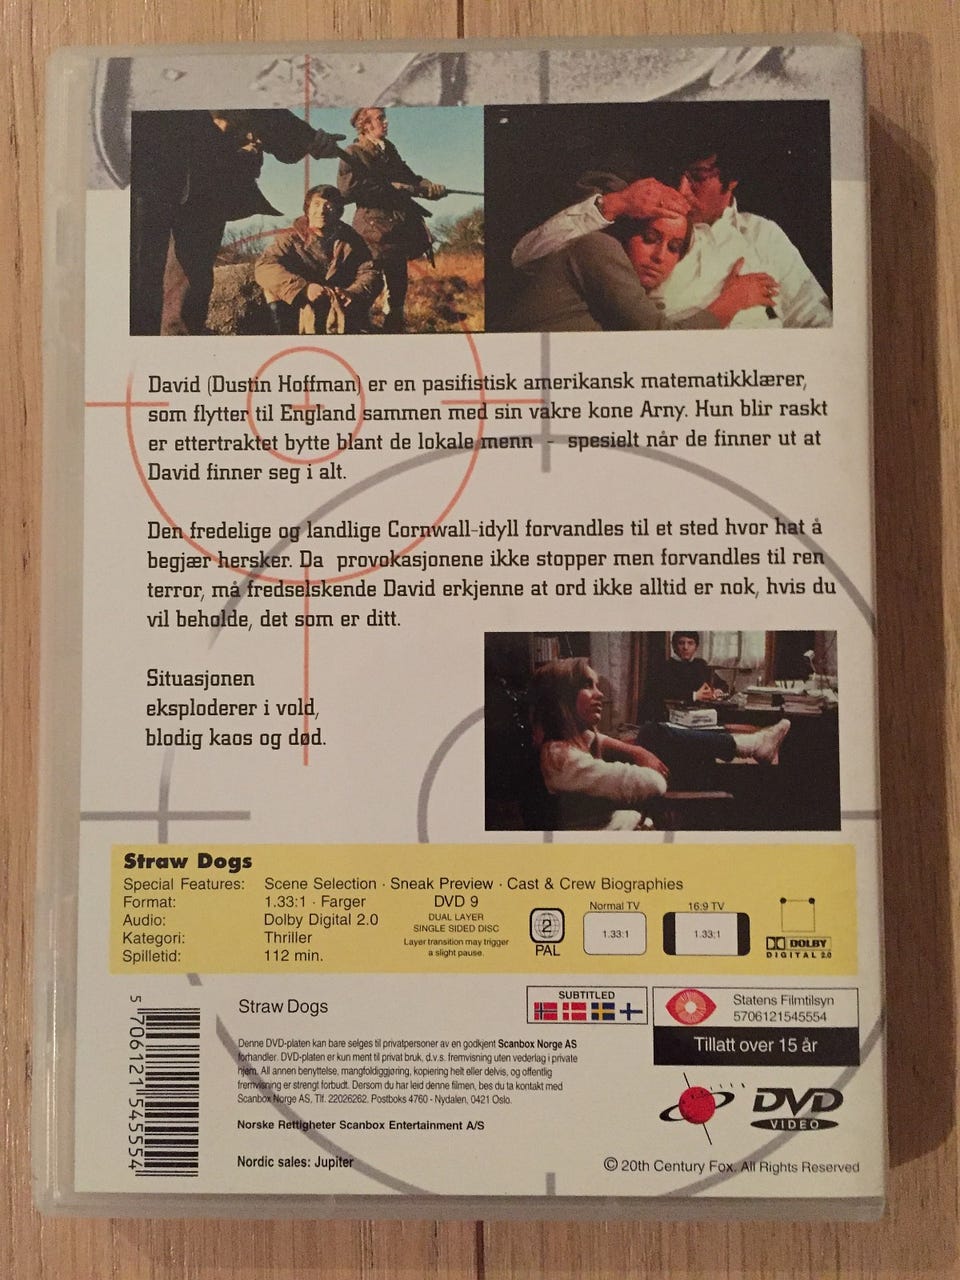 David (Dustin Hoffman) er en pasifistisk amerikansk matematikklærer,
som flytter til England sammen med sin vakre kone Amy. Hun blir raskt
er ettertraktet bytte blant de lokale menn - spesielt når de finner ut at
David finner seg i alt.
Den fredelige og landlige Cornwall-idyll forvandles til et sted hvor hat å
begjær hersker. Da provokasjonene ikke stopper men forvandles til ren
terror, må fredselskende David erkjenne at ord ikke alltid er nok, hvis du
vil beholde, det som er ditt.
Situasjonen
eksploderer i vold,
blodig kaos og død.
Straw Dogs
Special Features: Scene Selection · Sneak Preview · Cast & Crew Biographies
Format: 1.33:1 · Farger
Audio: Dolby Digital 2.0
Kategori: Thriller
Spilletid: 112 min.
DVD 9
DUAL LAYER
SINGLE SIDED DISC
Layer transition may trigger
a slight pause.
2
PAL
Normal TV
1.33:1
16:9 TV
1.33:1
DOLBY
DIGITAL 2.0
5 706121 545554
Straw Dogs
SUBTITLED
Statens Filmtilsyn
5706121545554
Tillatt over 15 år
Denne DVD-platen kan bare selges til privatpersoner av en godkjent Scanbox Norge AS
forhandler. DVD-platen er kun ment til privat bruk, d.v.s. fremvisning uten vederlag i private
hjem. All annen benyttelse, mangfoldiggjøring, kopiering helt eller delvis, og offentlig
fremvisning er strengt forbudt. Dersom du har leid denne filmen, bes du ta kontakt med
Scanbox Norge AS, Tlf. 22026262. Postboks 4760 - Nydalen, 0421 Oslo.
Norske Rettigheter Scanbox Entertainment A/S
Nordic sales: Jupiter
DVD
VIDEO
© 20th Century Fox. All Rights Reserved